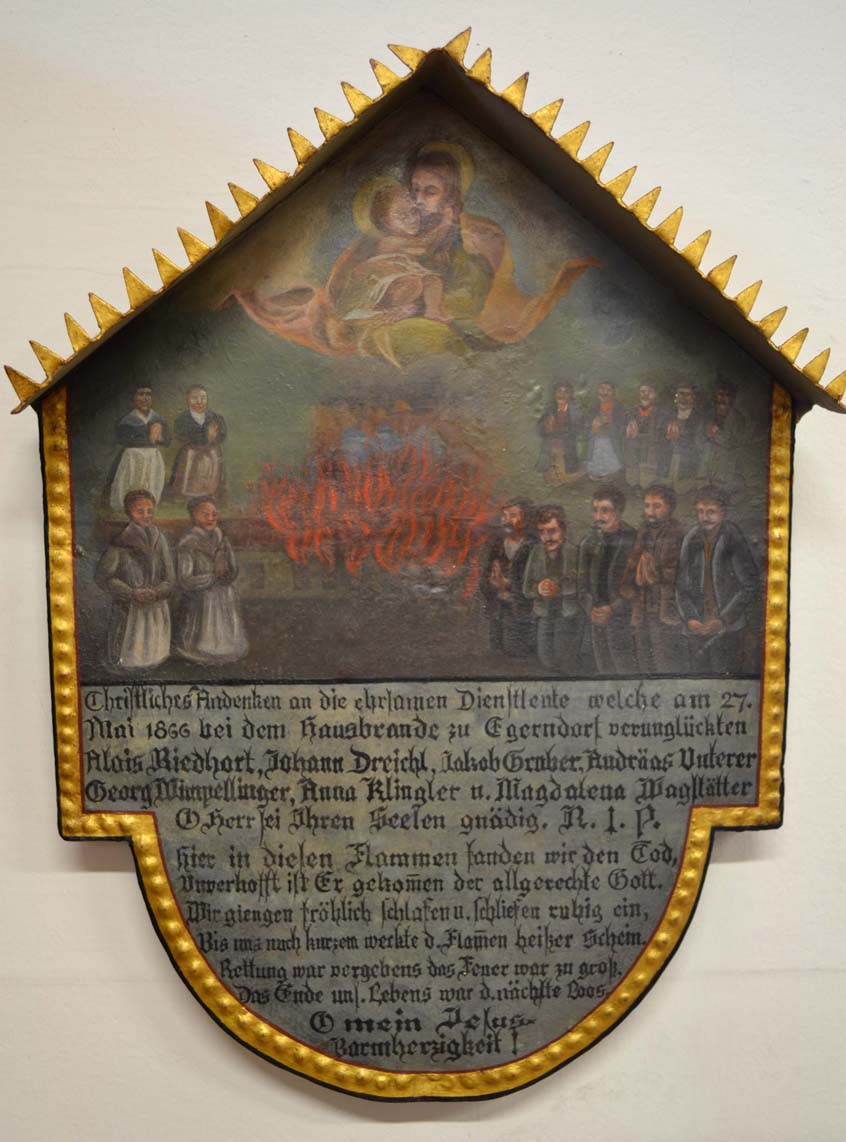 Christliches Andenken an die ehrsamen Dienstleute welche am 27.
Mai 1866 bei dem Hausbrande zu Egerndorf verunglückten
Alois Riedhart, Johann Dreichl, Jakob Gruber, Andräas Unterer
Georg Wimpellinger, Anna Klingler u. Magdalena Wagstätter
O Herr sei Ihren Seelen gnädig. R. I. P.
Hier in diesen Flammen fanden wir den Tod,
Unverhofft ist Er gekom̅en der allgerechte Gott.
Wir giengen fröhlich schlafen u. schliefen ruhig ein,
Bis uns nach kurzem weckte d. Flam̅en heißer Schein.
Rettung war vergebens das Feuer war zu groß,
Das Ende uns. Lebens war d. nächste Loos.
O mein Jesus
Barmherzigkeit !